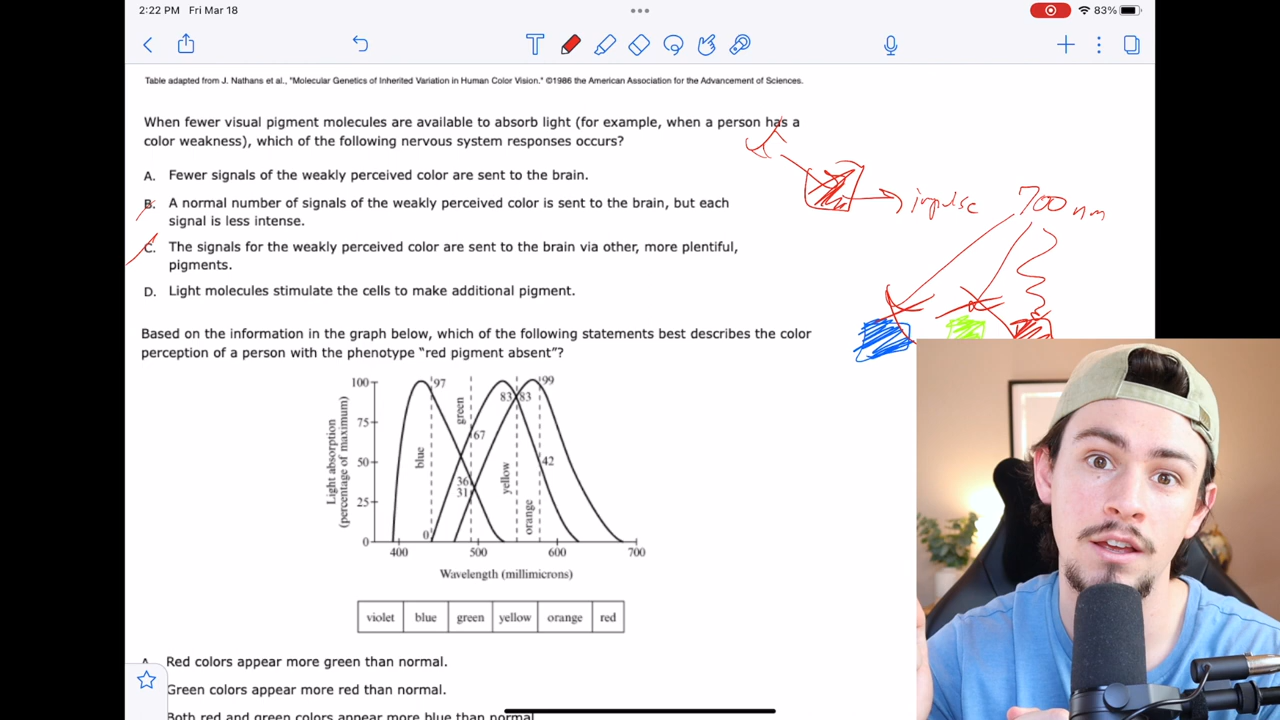 2:22 PM Fri Mar 18
83%
Table adapted from J. Nathans et al., "Molecular Genetics of Inherited Variation in Human Color Vision." ©1986 the American Association for the Advancement of Sciences.
When fewer visual pigment molecules are available to absorb light (for example, when a person has a
color weakness), which of the following nervous system responses occurs?
A. Fewer signals of the weakly perceived color are sent to the brain.
B. A normal number of signals of the weakly perceived color is sent to the brain, but each
signal is less intense.
C. The signals for the weakly perceived color are sent to the brain via other, more plentiful,
pigments.
D. Light molecules stimulate the cells to make additional pigment.
impulse
700 nm
Based on the information in the graph below, which of the following statements best describes the color
perception of a person with the phenotype “red pigment absent”?
Light absorption
(percentage of maximum)
100
75
50
25
0
97
99
83 83
67
42
36
31
0
blue
green
yellow
orange
400 500 600 700
Wavelength (millimicrons)
violet blue green yellow orange red
Red colors appear more green than normal.
Green colors appear more red than normal.
Both red and green colors appear more blue than normal.